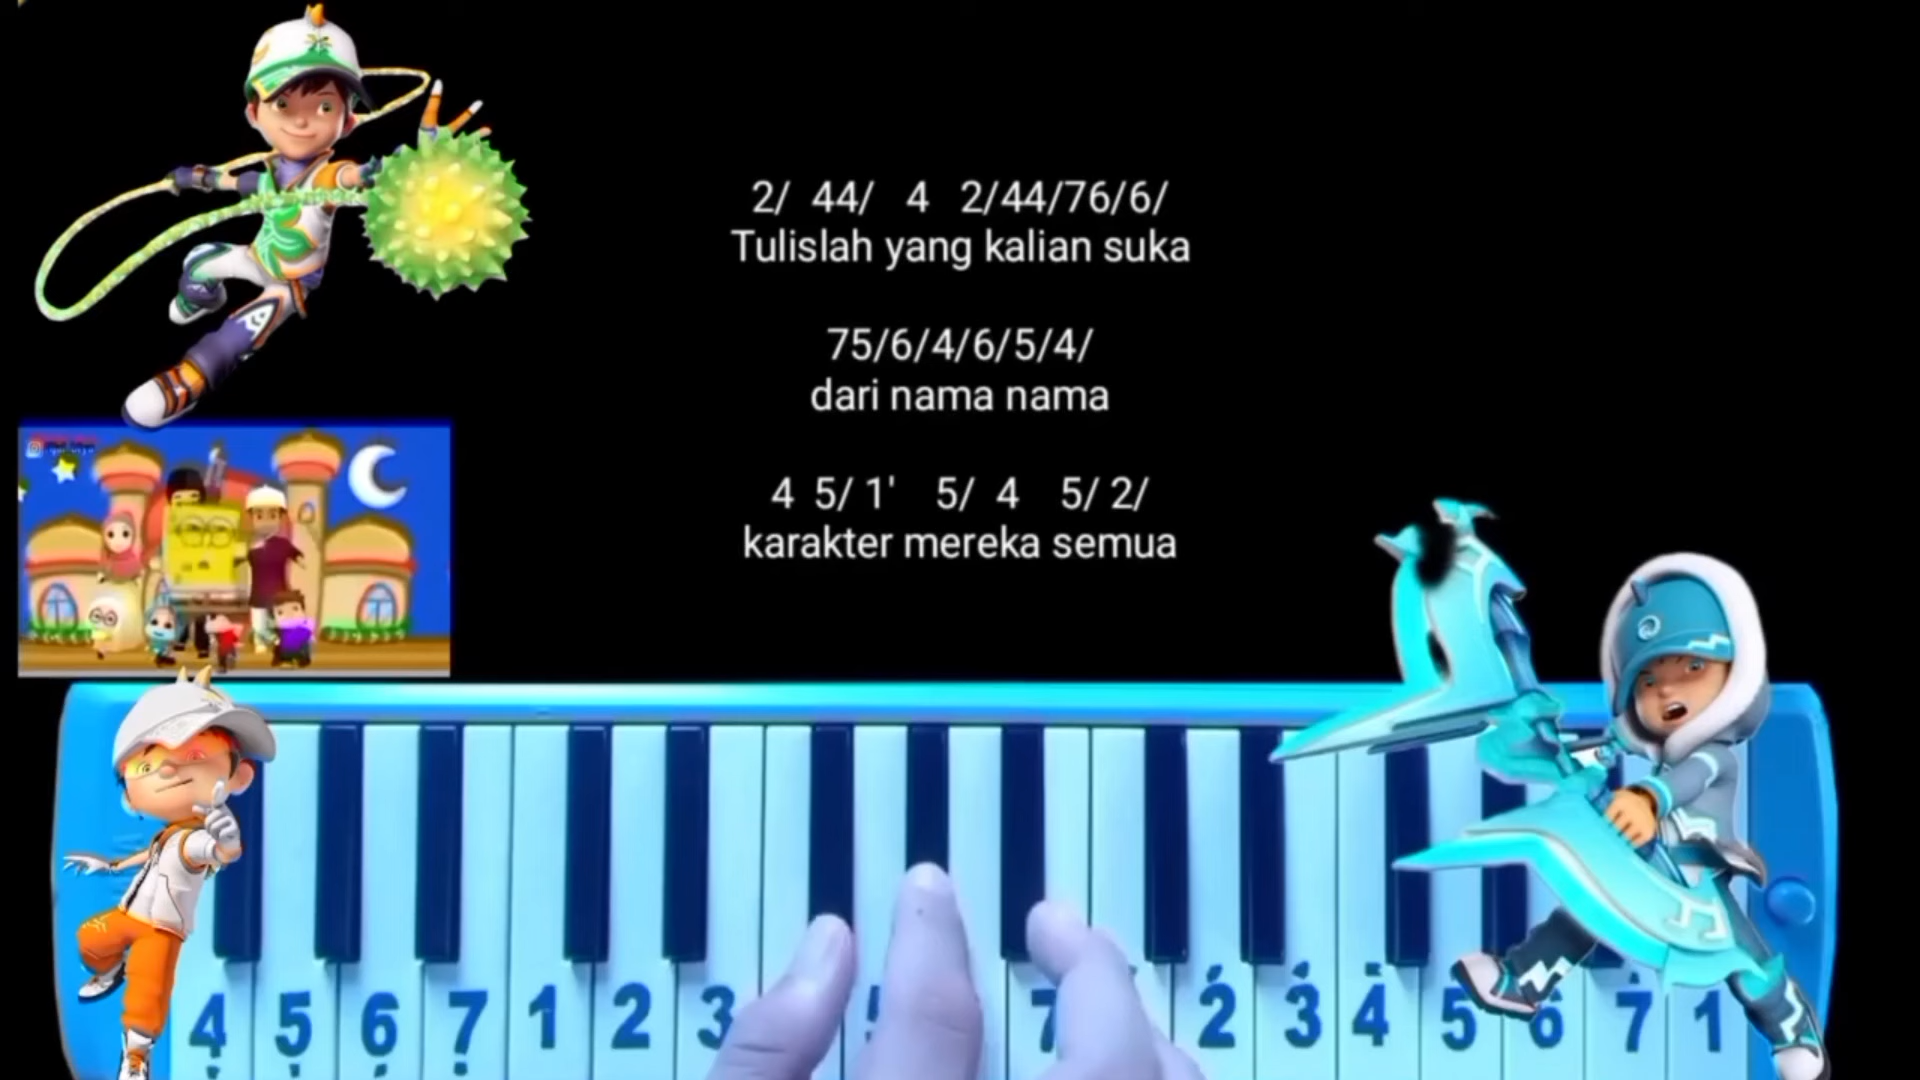 2/ 44/ 4 2/44/76/6/
Tulislah yang kalian suka
75/6/4/6/5/4/
dari nama nama
4 5/ 1' 5/ 4 5/ 2/
karakter mereka semua
4 5 6 7 1 2 3 7 2 3 4 5 6 7 1